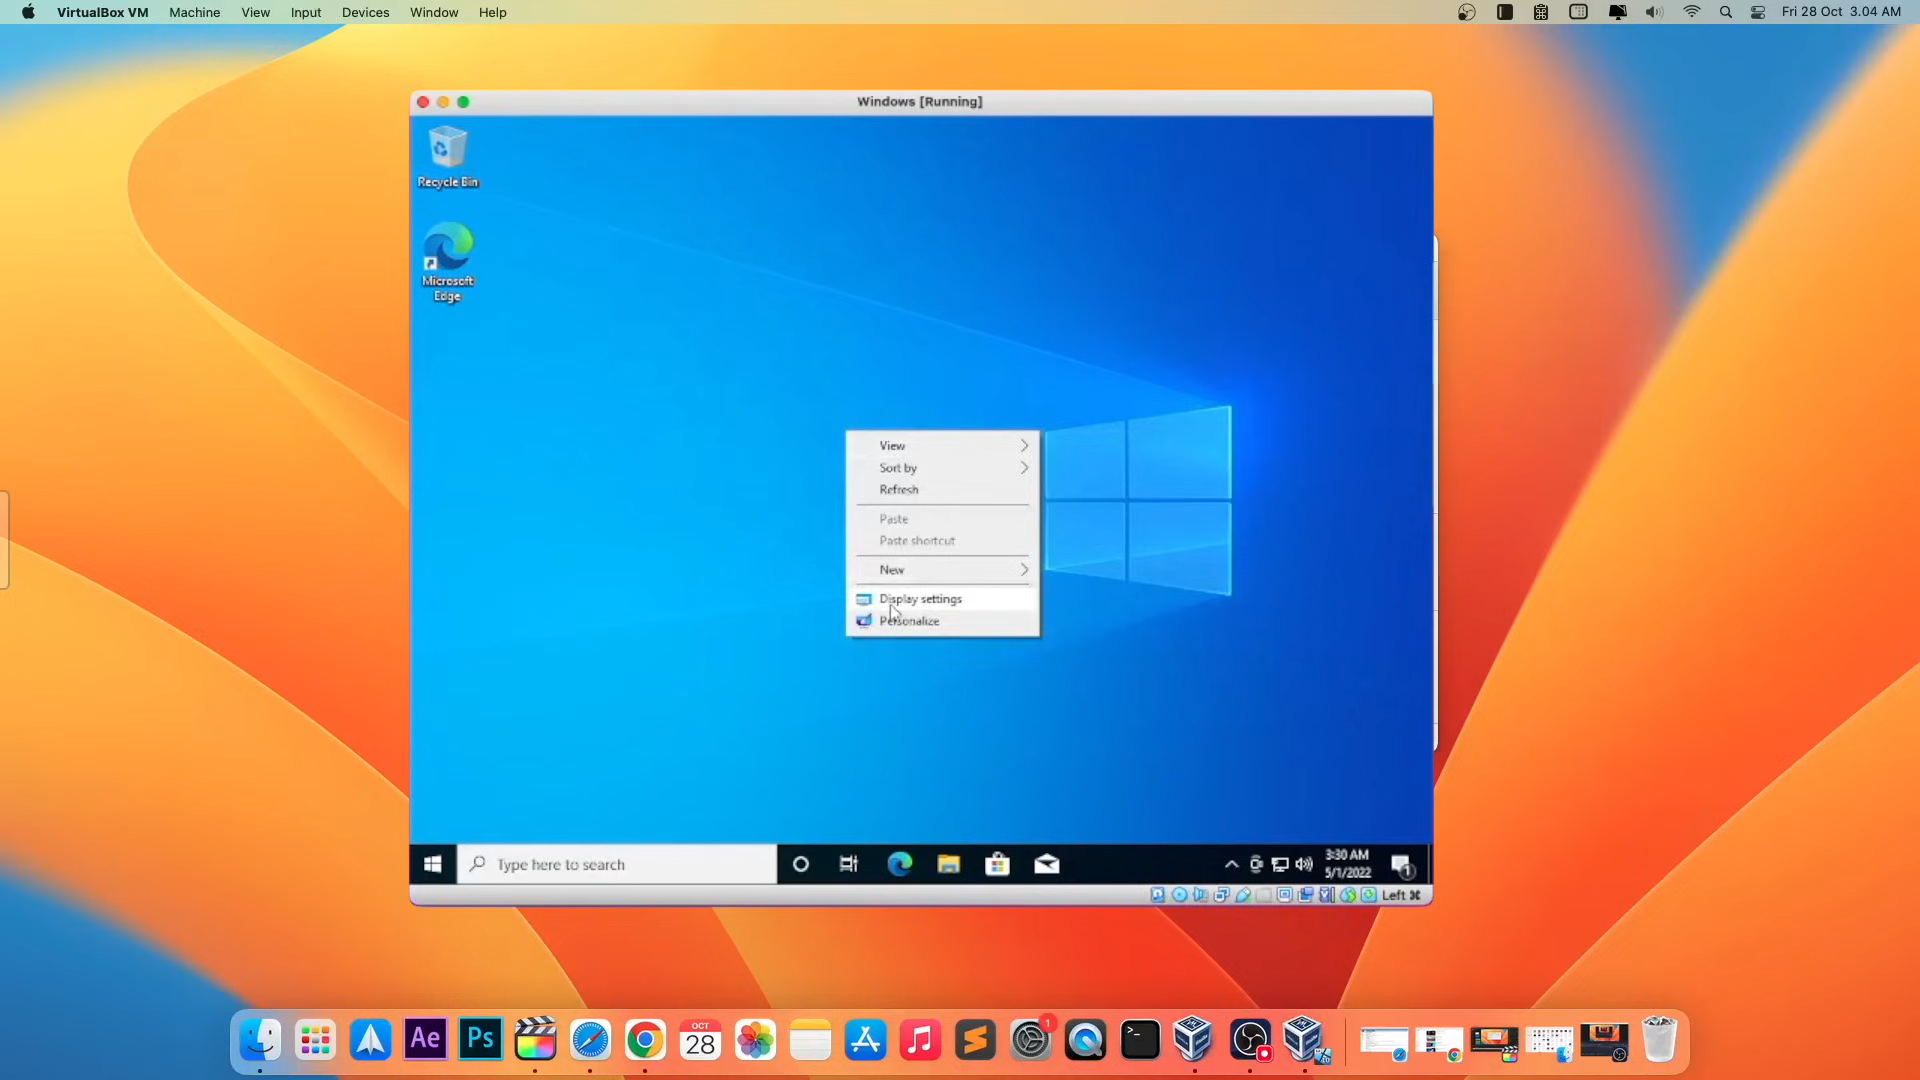 VirtualBox VM Machine View Input Devices Window Help Fri 28 Oct 3.04 AM
Windows [Running]
Recycle Bin
Microsoft
Edge
View
Sort by
Refresh
Paste
Paste shortcut
New
Display settings
Personalize
Type here to search
3:30 AM
5/1/2022
1
Left ⌘
Ae
Ps
OCT
28
1
>_